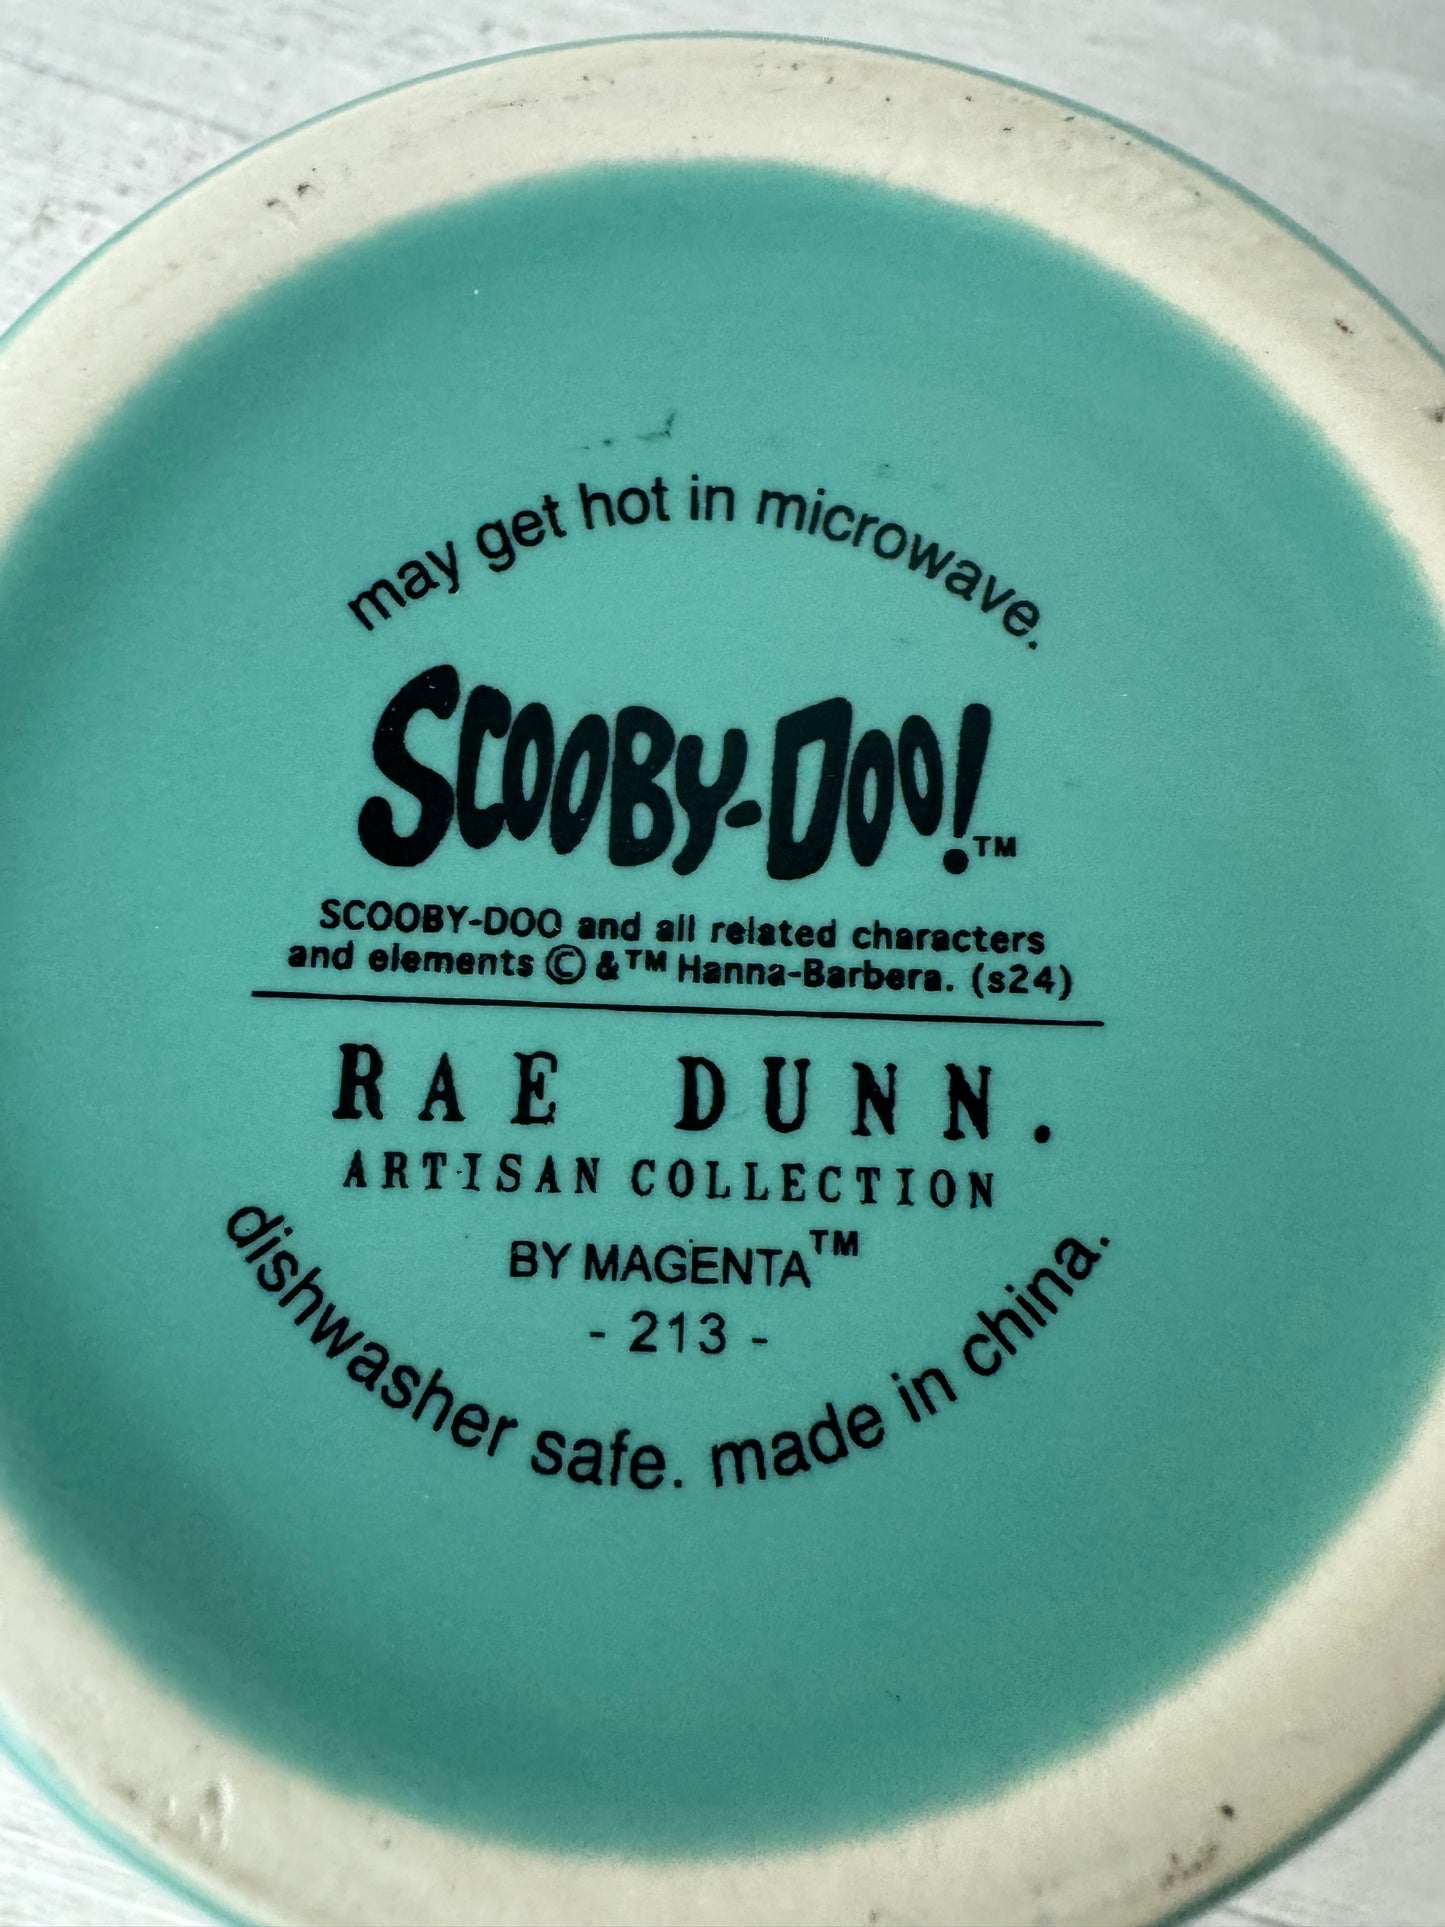 may get hot in microwave.
SCOOBY-DOO!™
SCOOBY-DOO and all related characters
and elements © & ™ Hanna-Barbera. (s24)
RAE DUNN.
ARTISAN COLLECTION
BY MAGENTA™
- 213 -
dishwasher safe. made in china.